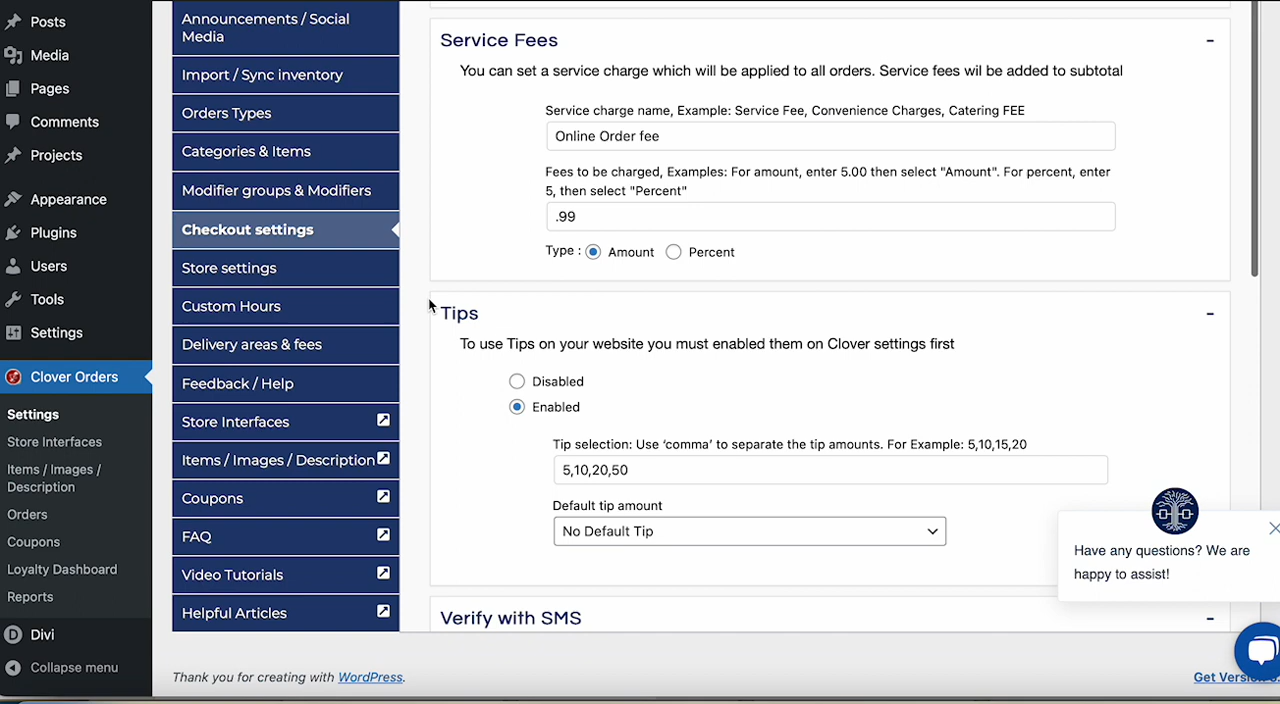 Posts
Media
Pages
Comments
Projects
Appearance
Plugins
Users
Tools
Settings
Clover Orders
Settings
Store Interfaces
Items / Images /
Description
Orders
Coupons
Loyalty Dashboard
Reports
Divi
Collapse menu
Announcements / Social
Media
Import / Sync inventory
Orders Types
Categories & Items
Modifier groups & Modifiers
Checkout settings
Store settings
Custom Hours
Delivery areas & fees
Feedback / Help
Store Interfaces
Items / Images / Description
Coupons
FAQ
Video Tutorials
Helpful Articles
Service Fees -
You can set a service charge which will be applied to all orders. Service fees wil be added to subtotal
Service charge name, Example: Service Fee, Convenience Charges, Catering FEE
Online Order fee
Fees to be charged, Examples: For amount, enter 5.00 then select "Amount". For percent, enter
5, then select "Percent"
.99
Type : Amount Percent
Tips -
To use Tips on your website you must enabled them on Clover settings first
Disabled
Enabled
Tip selection: Use ‘comma’ to separate the tip amounts. For Example: 5,10,15,20
5,10,20,50
Default tip amount
No Default Tip
Verify with SMS -
Have any questions? We are
happy to assist!
Thank you for creating with WordPress.
Get